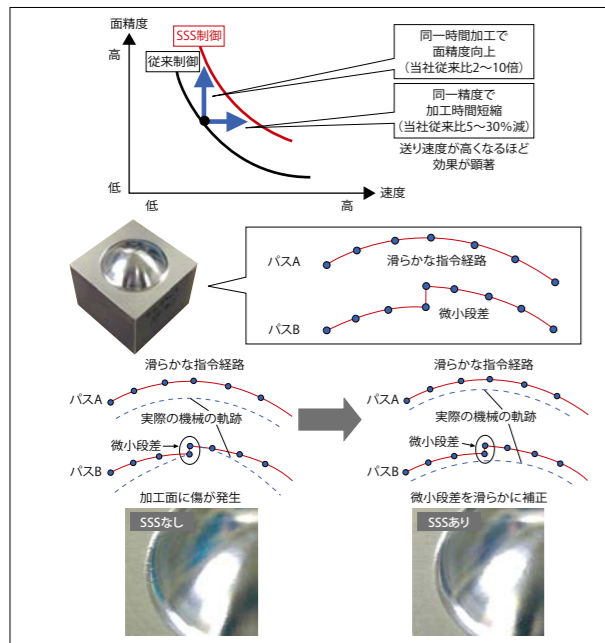 面精度
高
SSS制御
従来制御
同一時間加工で
面精度向上
(当社従来比2〜10倍)
同一精度で
加工時間短縮
(当社従来比5〜30%減)
送り速度が高くなるほど
効果が顕著
低
低
高
速度
パスA
滑らかな指令経路
パスB
微小段差
滑らかな指令経路
パスA
実際の機械の軌跡
微小段差
パスB
加工面に傷が発生
SSSなし
滑らかな指令経路
パスA
実際の機械の軌跡
微小段差
パスB
微小段差を滑らかに補正
SSSあり